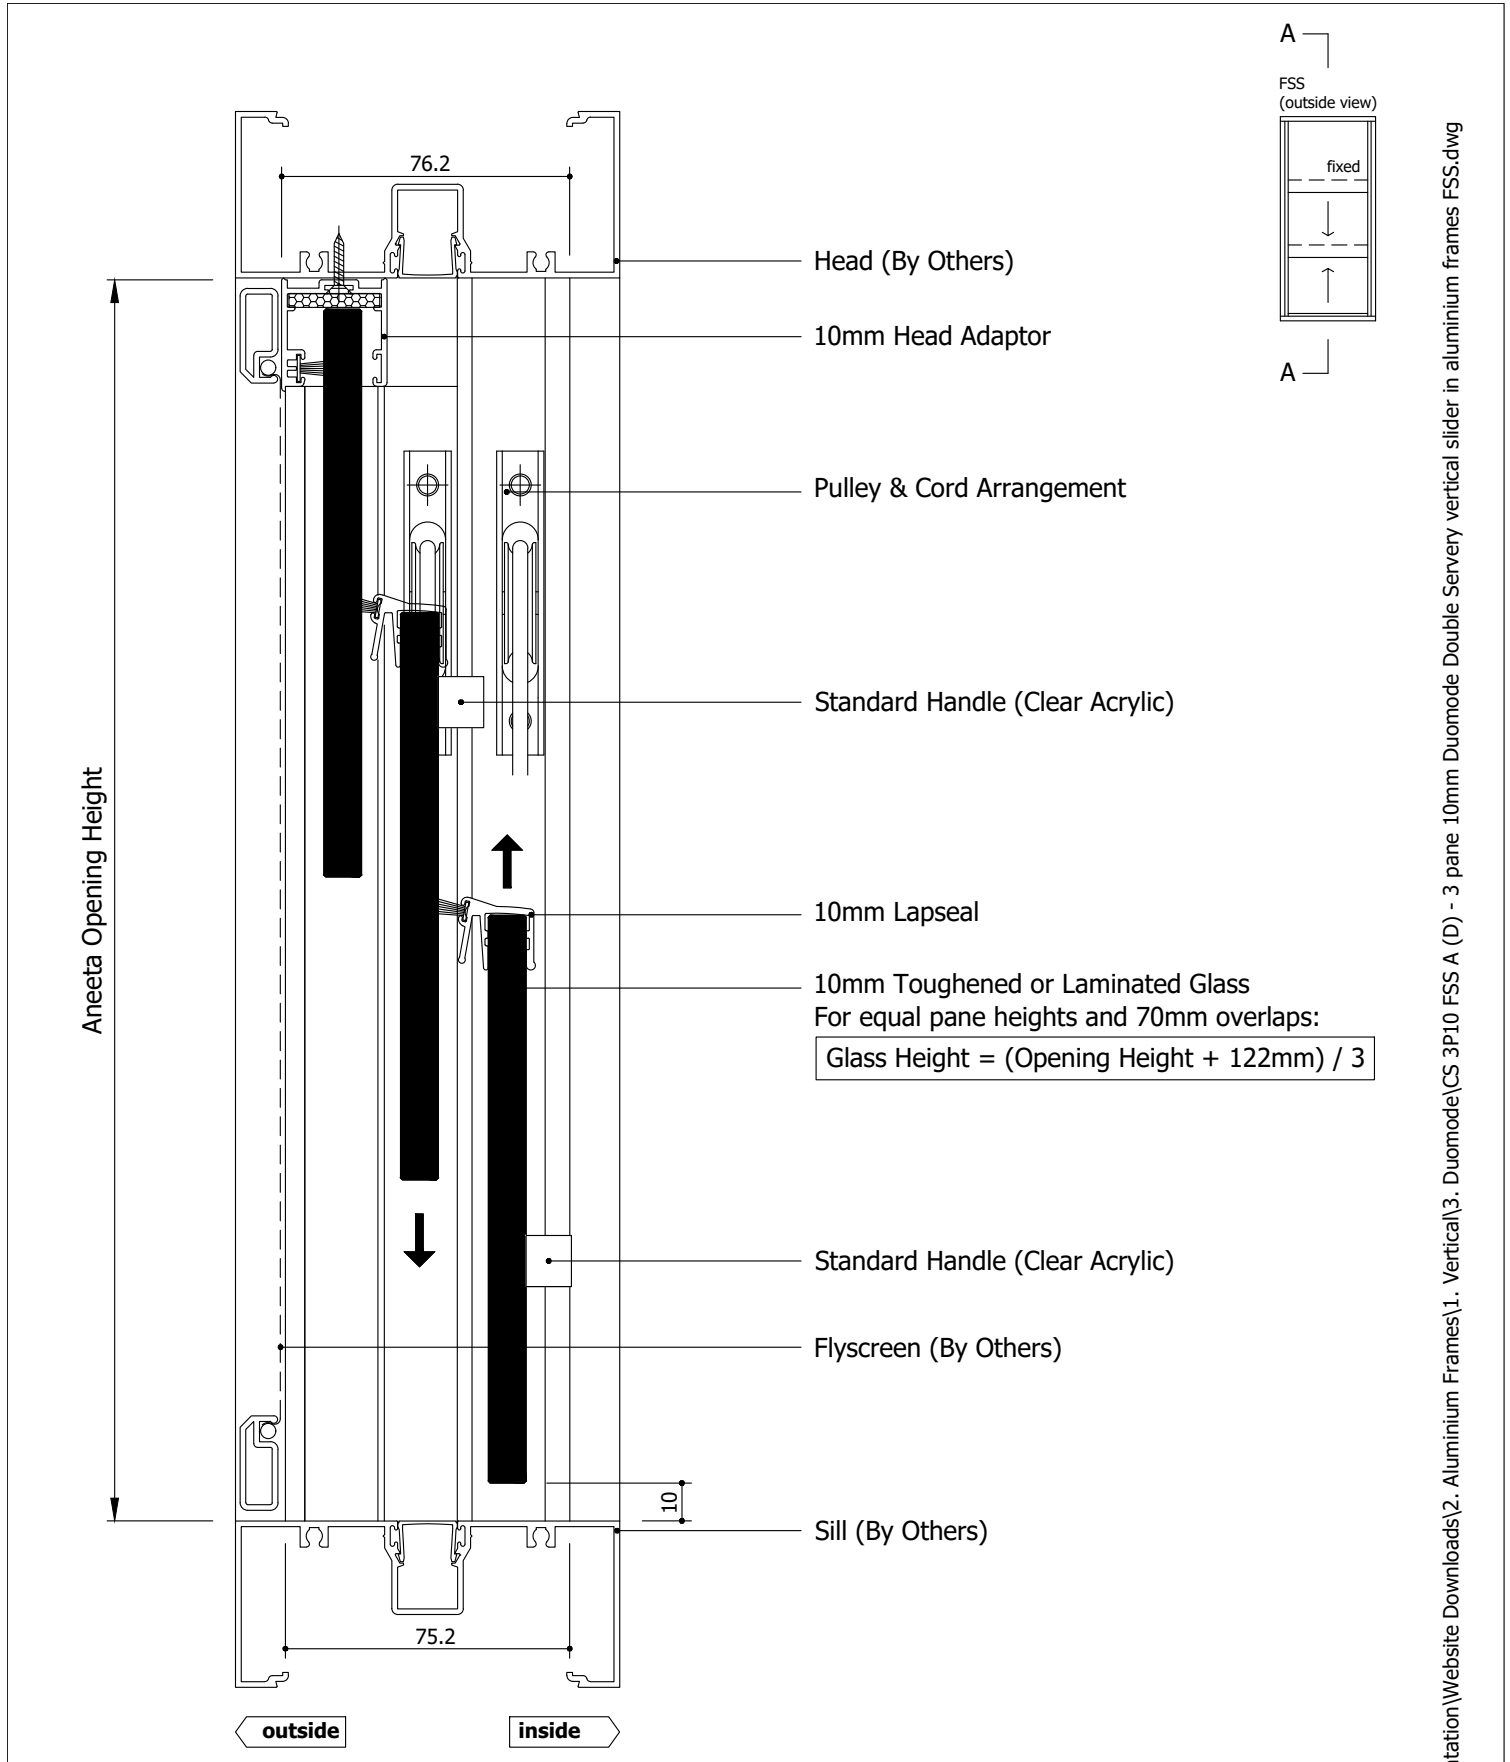 A
FSS
(outside view)
fixed
A
76.2
Head (By Others)
10mm Head Adaptor
Pulley & Cord Arrangement
Standard Handle (Clear Acrylic)
Aneeta Opening Height
10mm Lapseal
10mm Toughened or Laminated Glass
For equal pane heights and 70mm overlaps:
Glass Height = (Opening Height + 122mm) / 3
Standard Handle (Clear Acrylic)
Flyscreen (By Others)
10
Sill (By Others)
75.2
outside
inside
tation\Website Downloads\2. Aluminium Frames\1. Vertical\3. Duomode\CS 3P10 FSS A (D) - 3 pane 10mm Duomode Double Servery vertical slider in aluminium frames FSS.dwg